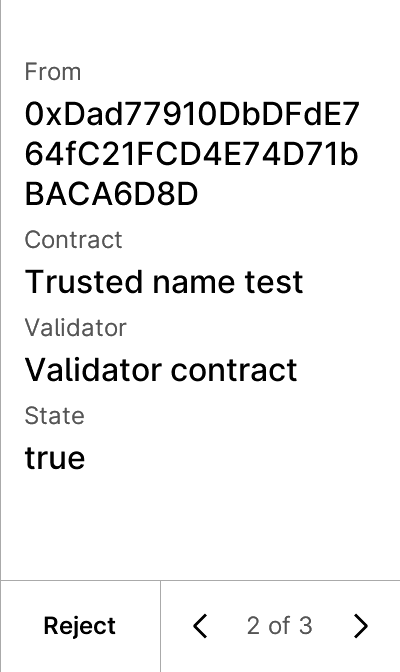 From
0xDad77910DbDFdE7
64fC21FCD4E74D71b
BACA6D8D
Contract
Trusted name test
Validator
Validator contract
State
true
Reject
2 of 3